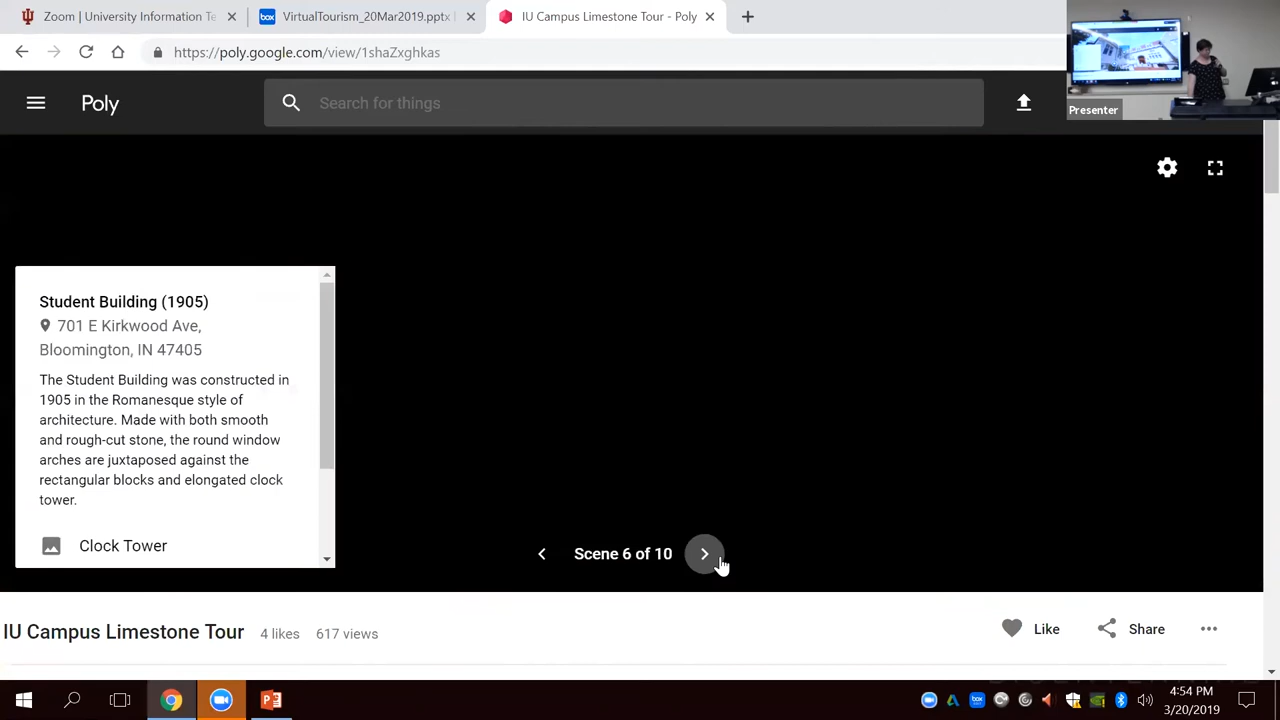 Zoom | University Information Te
VirtualTourism_20Mar2019.pptx
IU Campus Limestone Tour - Poly
https://poly.google.com/view/1shaZxghkas
Poly
Search for things
Presenter
Student Building (1905)
701 E Kirkwood Ave,
Bloomington, IN 47405
The Student Building was constructed in
1905 in the Romanesque style of
architecture. Made with both smooth
and rough-cut stone, the round window
arches are juxtaposed against the
rectangular blocks and elongated clock
tower.
Clock Tower
Scene 6 of 10
IU Campus Limestone Tour
4 likes
617 views
Like
Share
4:54 PM
3/20/2019